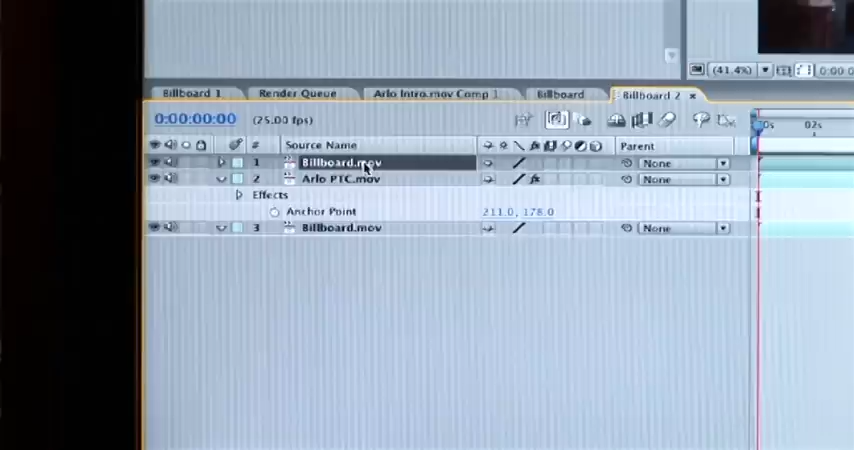 (41.4%) 0:00:0
Billboard 1 Render Queue Arlo Intro.mov Comp 1 Billboard Billboard 2 x
0:00:00:00 (25.00 fps) 0s 02s
# Source Name Parent
1 Billboard.mov None
2 Arlo PTC.mov None
Effects
Anchor Point 211.0, 178.0
3 Billboard.mov None